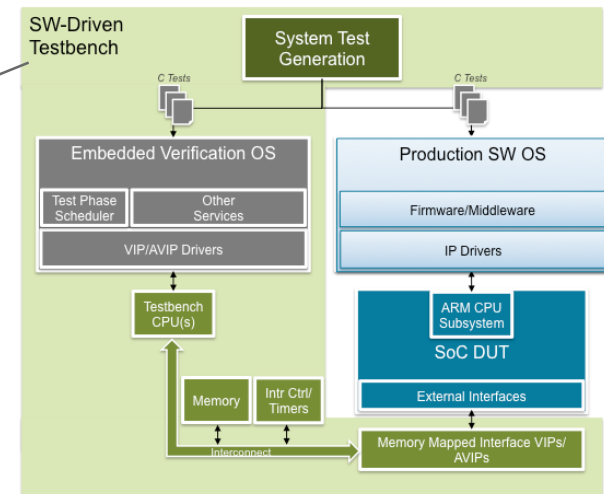 SW-Driven
Testbench
System Test
Generation
C Tests
C Tests
Embedded Verification OS
Test Phase
Scheduler
Other
Services
VIP/AVIP Drivers
Production SW OS
Firmware/Middleware
IP Drivers
Testbench
CPU(s)
ARM CPU
Subsystem
SoC DUT
External Interfaces
Memory
Intr Ctrl/
Timers
Interconnect
Memory Mapped Interface VIPs/
AVIPs